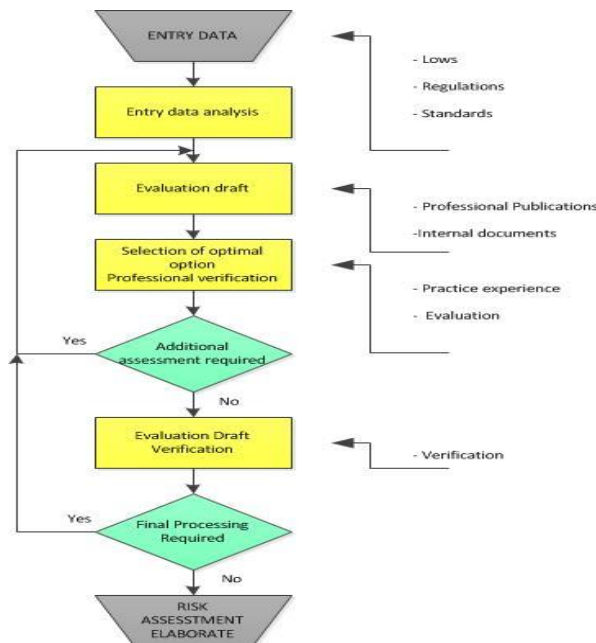 ENTRY DATA
- Lows
- Regulations
- Standards
Entry data analysis
Evaluation draft
- Professional Publications
-Internal documents
Selection of optimal
option
Professional verification
- Practice experience
- Evaluation
Yes
Additional
assessment required
No
Evaluation Draft
Verification
- Verification
Yes
Final Processing
Required
No
RISK
ASSESSTMENT
ELABORATE